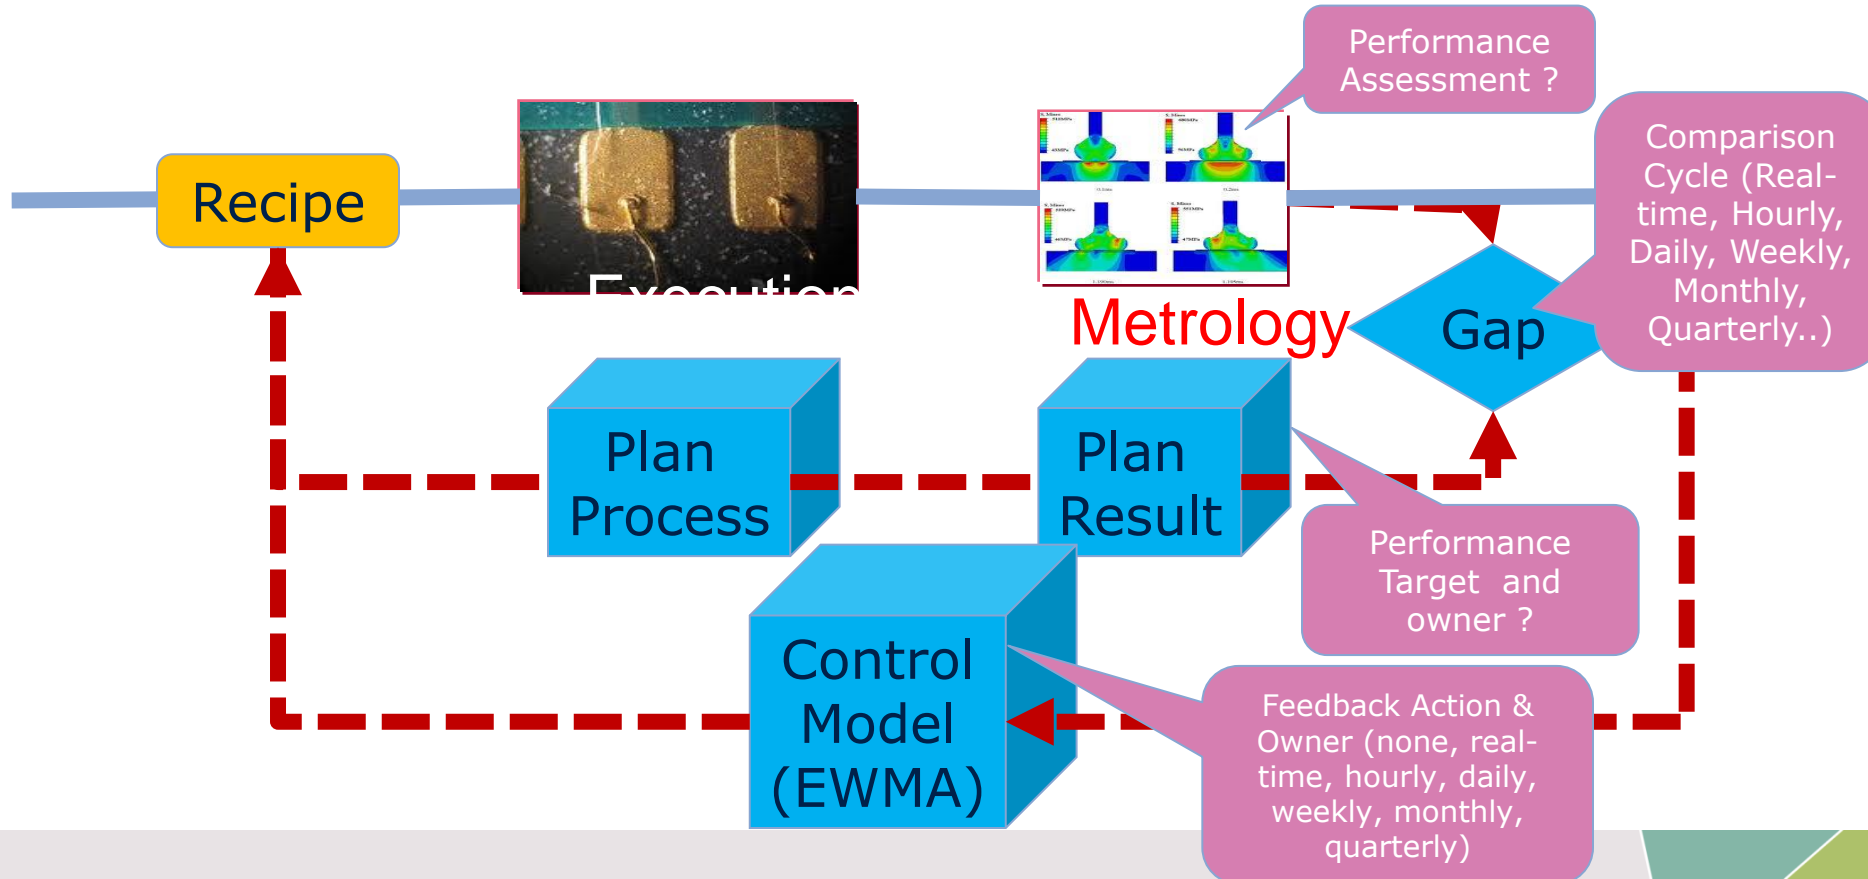 Performance
Assessment ?
Comparison
Cycle (Real-
time, Hourly,
Daily, Weekly,
Monthly,
Quarterly..)
Recipe
Execution
Metrology
Gap
Plan
Process
Plan
Result
Performance
Target  and
owner ?
Control
Model
(EWMA)
Feedback Action &
Owner (none, real-
time, hourly, daily,
weekly, monthly,
quarterly)